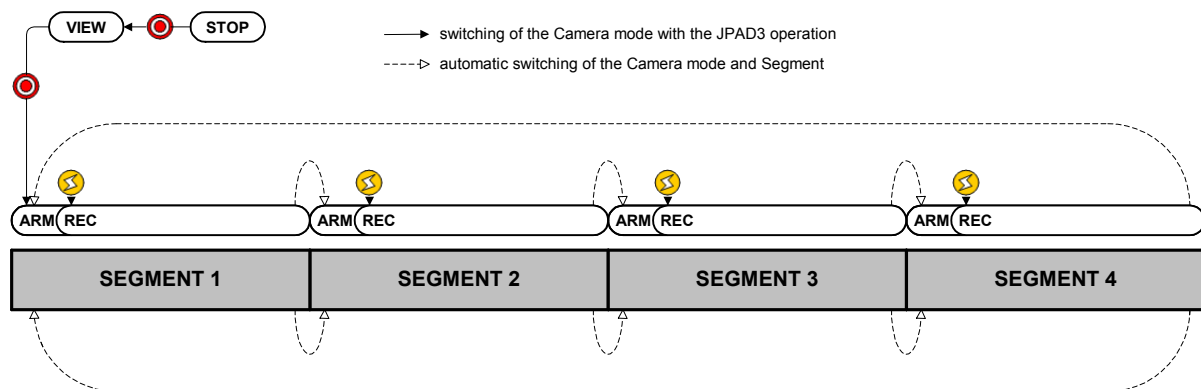 VIEW
STOP
switching of the Camera mode with the JPAD3 operation
automatic switching of the Camera mode and Segment
ARM REC ARM REC ARM REC ARM REC
SEGMENT 1 SEGMENT 2 SEGMENT 3 SEGMENT 4